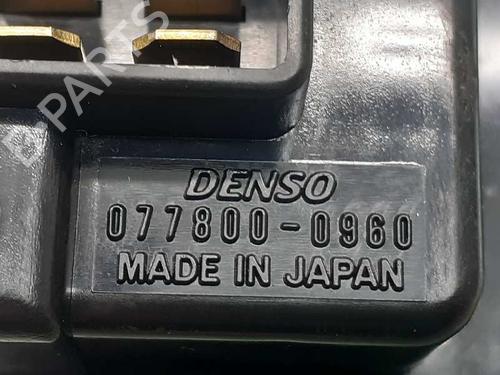 B PARTS
DENSO
077800-0960
MADE IN JAPAN